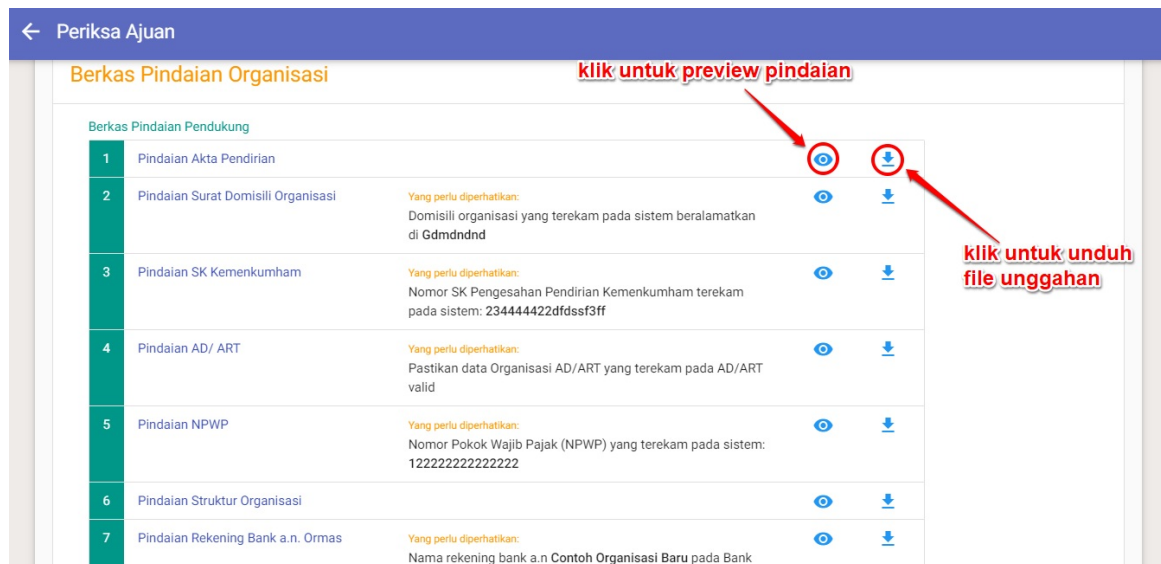 Periksa Ajuan
Berkas Pindaian Organisasi
klik untuk preview pindaian
Berkas Pindaian Pendukung
1 Pindaian Akta Pendirian
2 Pindaian Surat Domisili Organisasi
Yang perlu diperhatikan:
Domisili organisasi yang terekam pada sistem beralamatkan
di Gdmdndnd
klik untuk unduh
file unggahan
3 Pindaian SK Kemenkumham
Yang perlu diperhatikan:
Nomor SK Pengesahan Pendirian Kemenkumham terekam
pada sistem: 234444422dfdssf3ff
4 Pindaian AD/ ART
Yang perlu diperhatikan:
Pastikan data Organisasi AD/ART yang terekam pada AD/ART
valid
5 Pindaian NPWP
Yang perlu diperhatikan:
Nomor Pokok Wajib Pajak (NPWP) yang terekam pada sistem:
122222222222222
6 Pindaian Struktur Organisasi
7 Pindaian Rekening Bank a.n. Ormas
Yang perlu diperhatikan:
Nama rekening bank a.n Contoh Organisasi Baru pada Bank